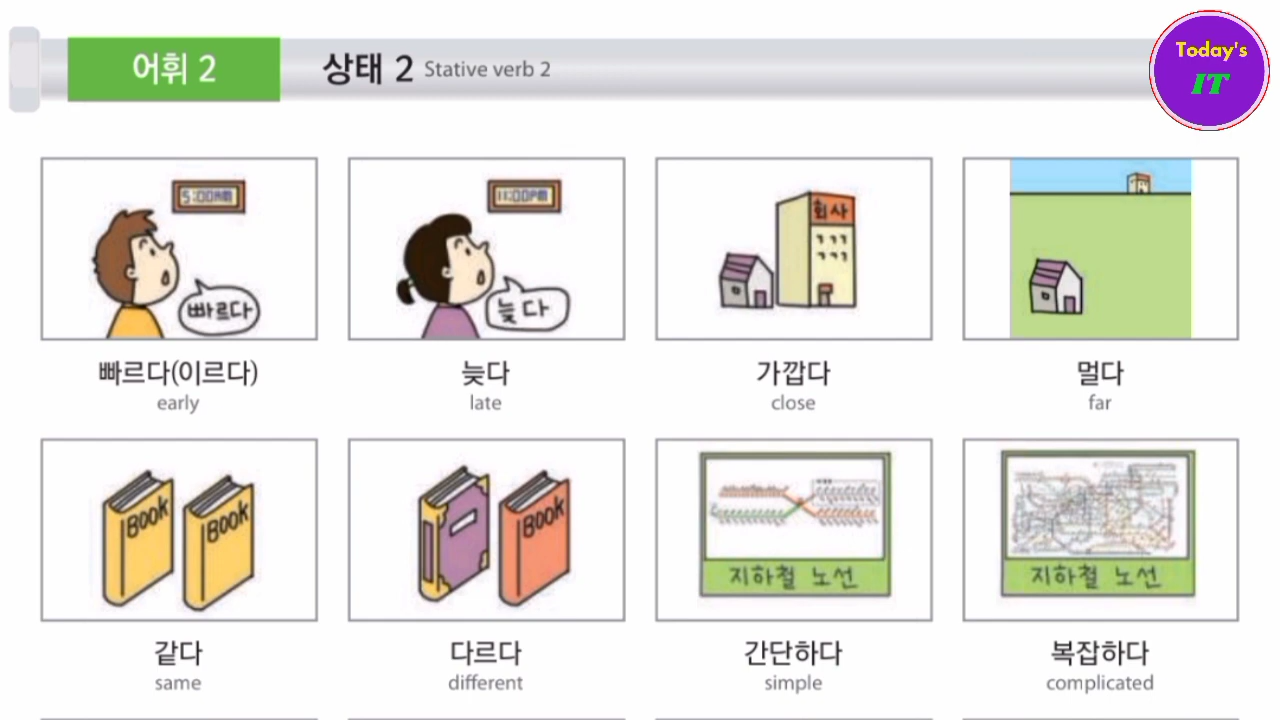 어휘 2
상태 2 Stative verb 2
Today's
IT
5:00AM
빠르다
11:00PM
늦다
회사
빠르다(이르다)
늦다
가깝다
멀다
early
late
close
far
BOOK
BOOK
BOOK
지하철 노선
지하철 노선
같다
다르다
간단하다
복잡하다
same
different
simple
complicated